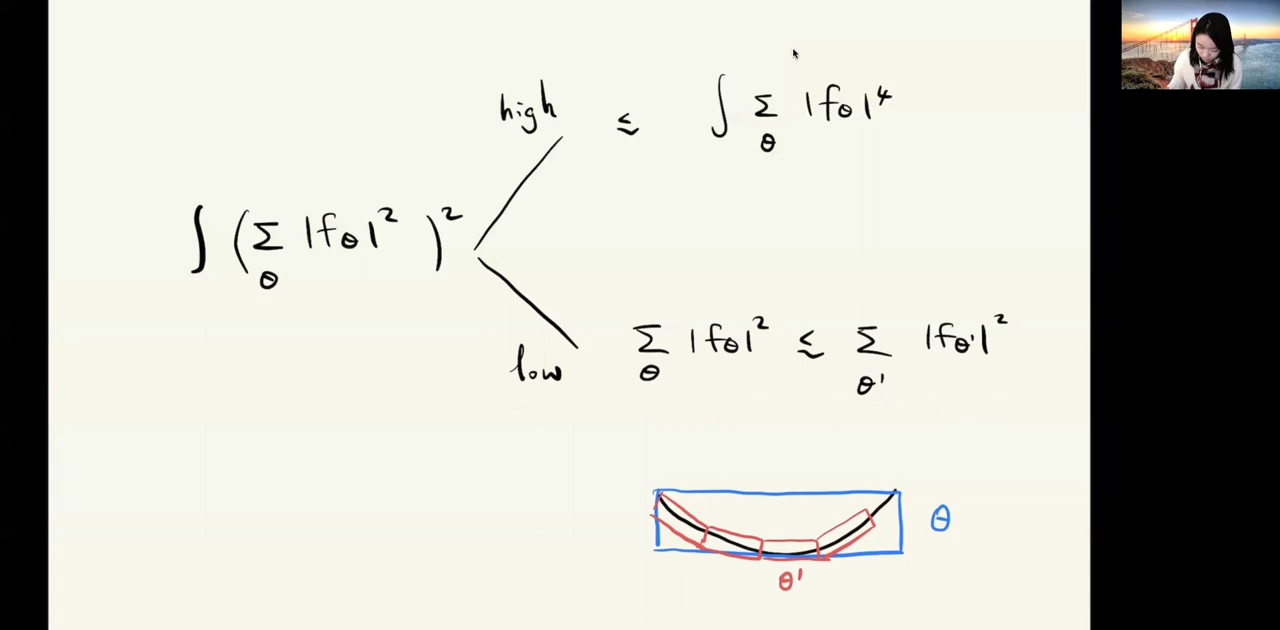 high ≲ ∫ Σ_θ |f_θ|⁴
∫ (Σ_θ |f_θ|²)²
low Σ_θ |f_θ|² ≲ Σ_θ' |f_θ'|²
θ
θ'